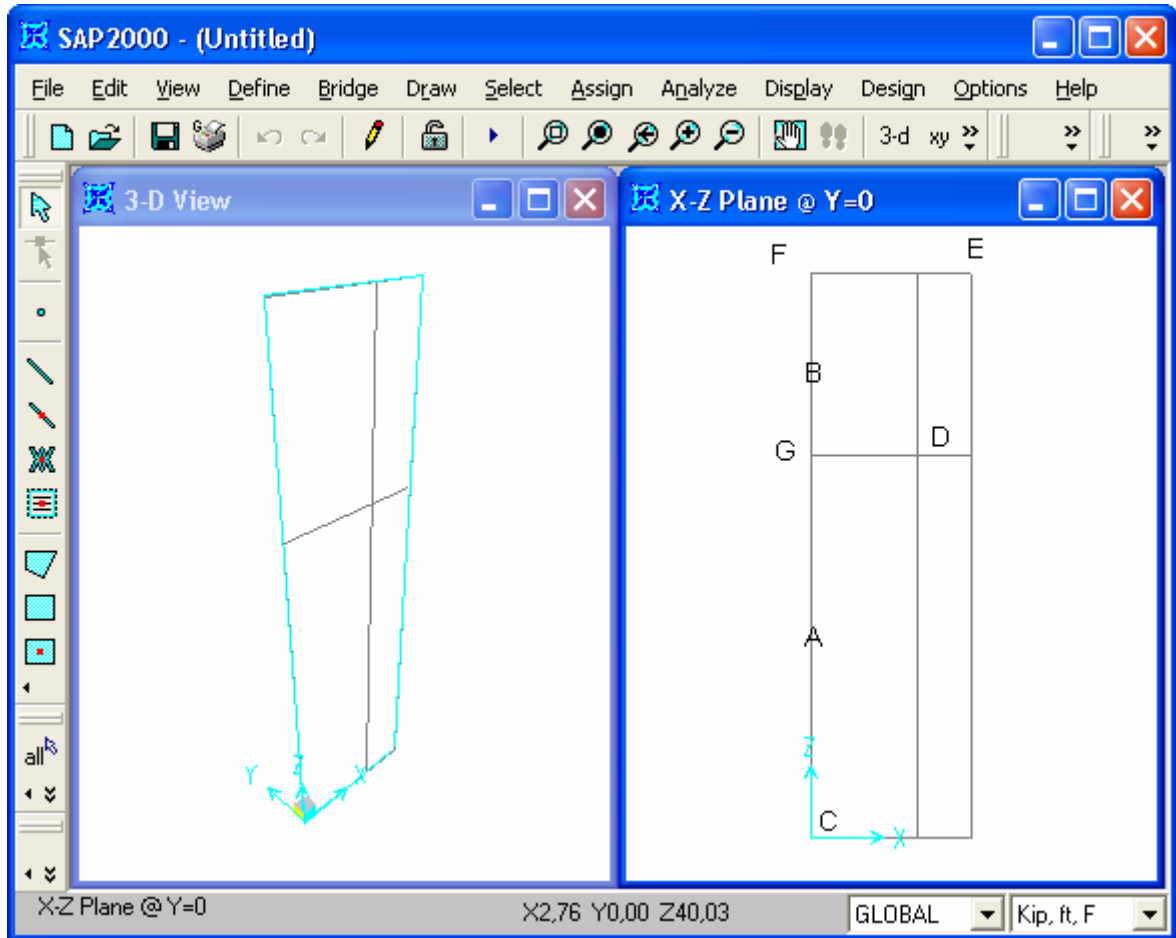 SAP2000 - (Untitled)
File Edit View Define Bridge Draw Select Assign Analyze Display Design Options Help
3-d xy
3-D View
X-Z Plane @ Y=0
F E
B
G D
A
Z
C X
Y Z X
all
X-Z Plane @ Y=0 X2,76 Y0,00 Z40,03 GLOBAL Kip, ft, F